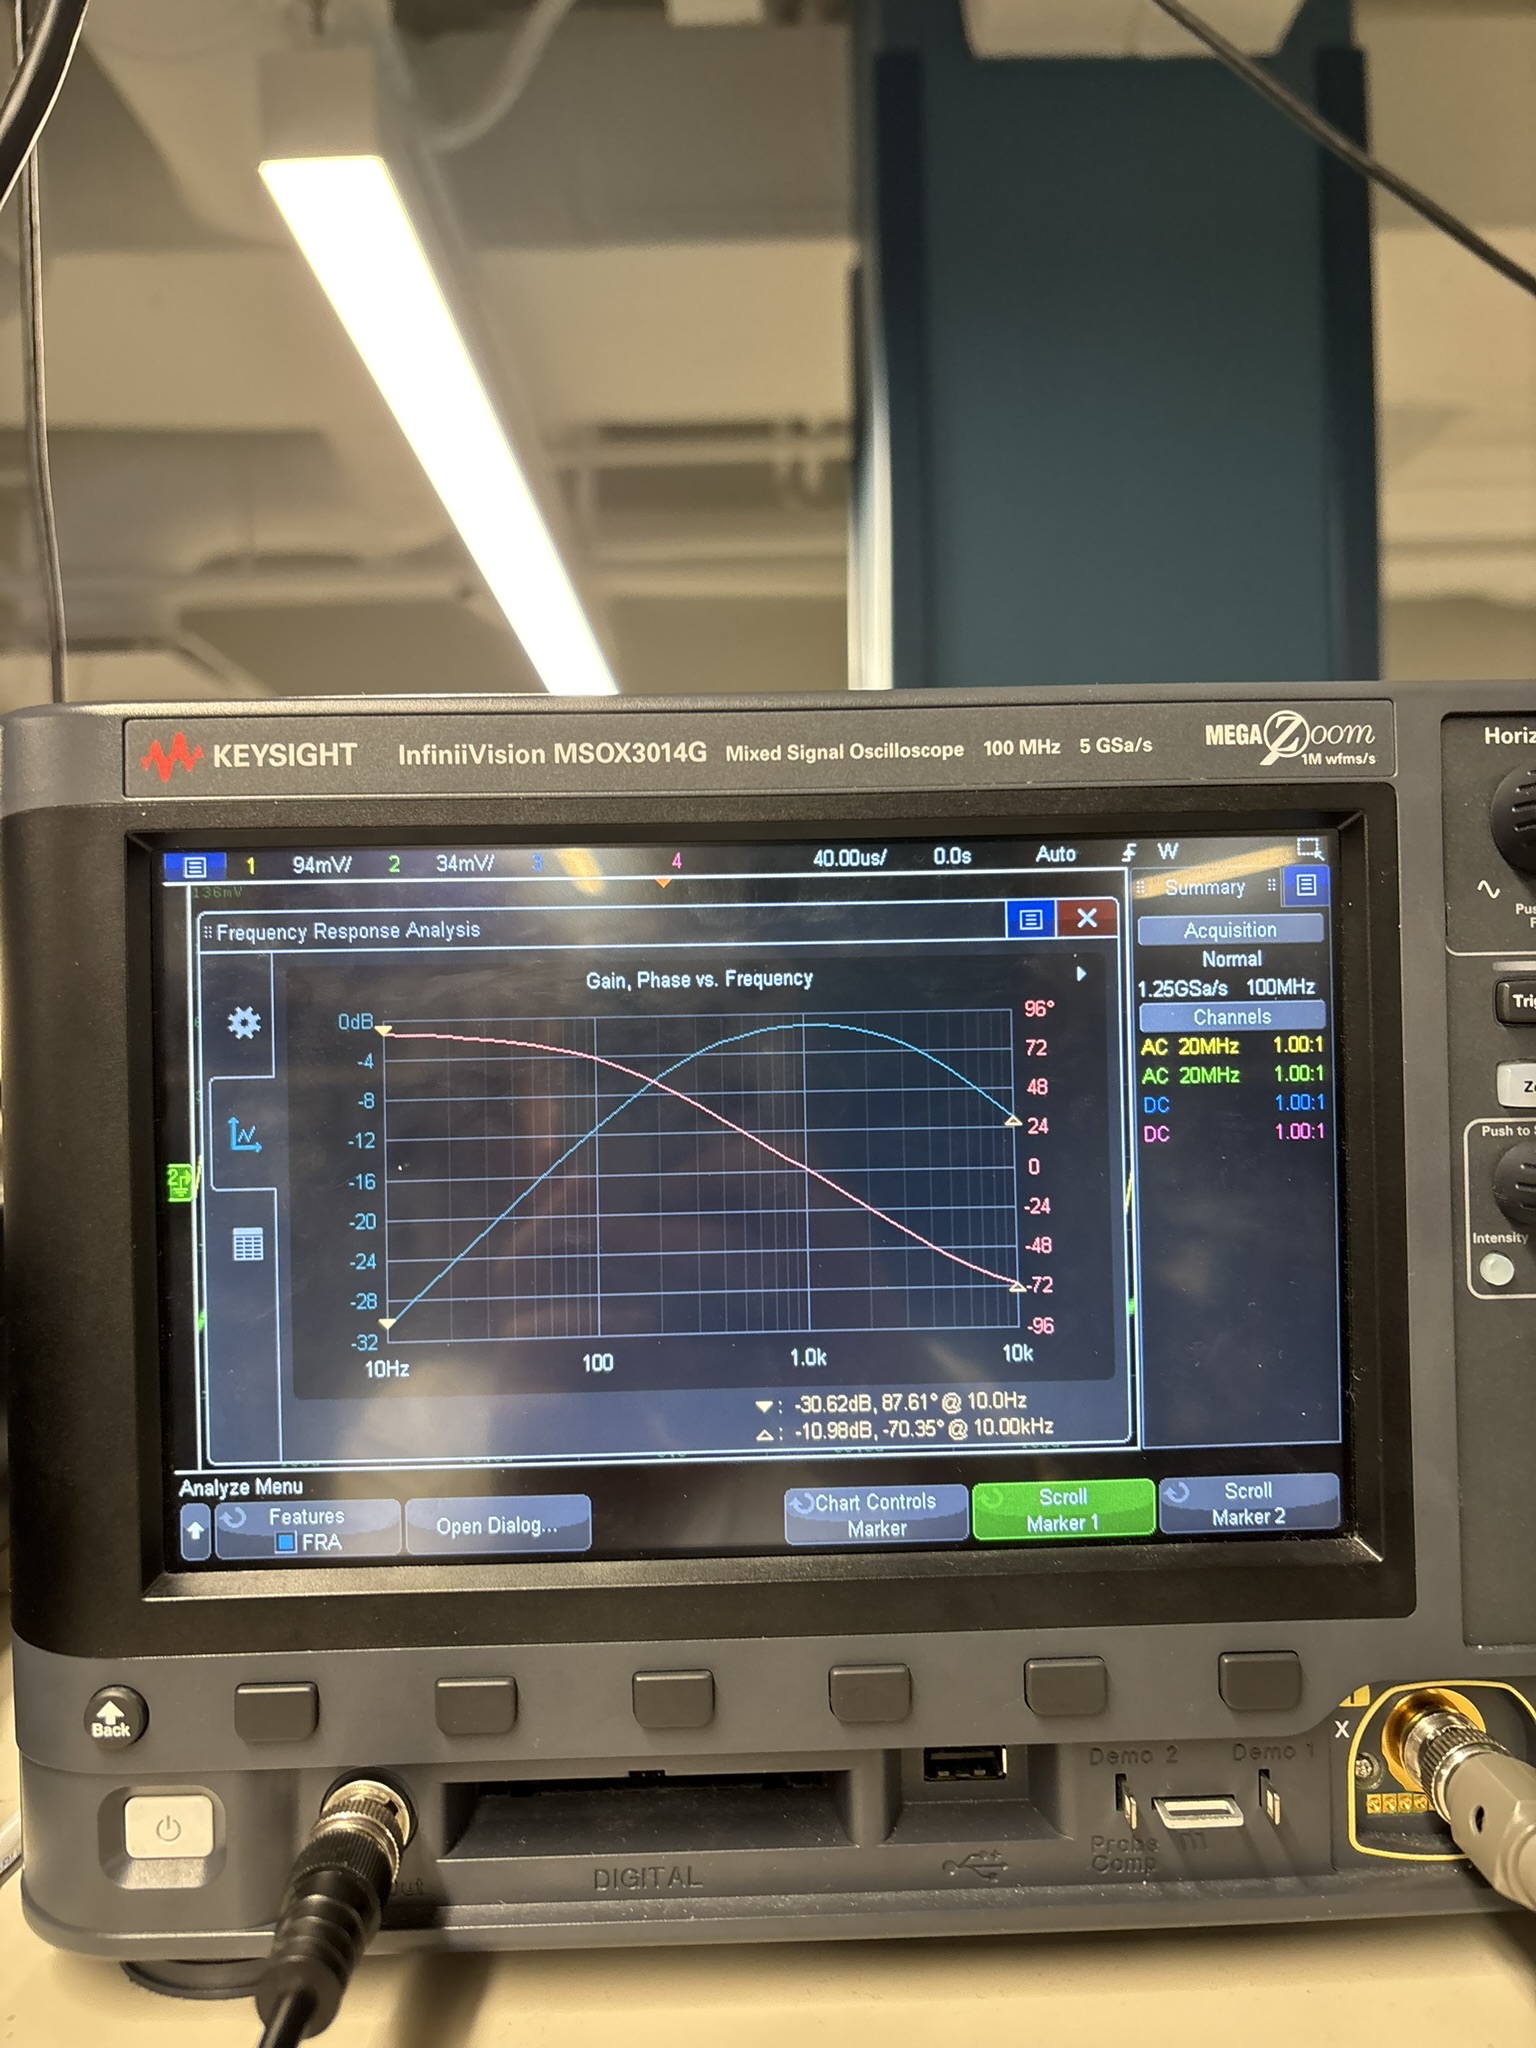 KEYSIGHT InfiniiVision MSOX3014G Mixed Signal Oscilloscope 100 MHz 5 GSa/s MEGA Zoom
1M wfms/s
Horiz
1 94mV/ 2 34mV/ 3 4 40.00us/ 0.0s Auto W
136mV
Summary
Frequency Response Analysis
Acquisition
Normal
1.25GSa/s 100MHz
Channels
AC 20MHz 1.00:1
AC 20MHz 1.00:1
DC 1.00:1
DC 1.00:1
Gain, Phase vs. Frequency
0dB
-4
-8
-12
-16
-20
-24
-28
-32
96°
72
48
24
0
-24
-48
-72
-96
10Hz 100 1.0k 10k
: -30.62dB, 87.61° @ 10.0Hz
: -10.98dB, -70.35° @ 10.00kHz
2
Analyze Menu
Features
FRA
Open Dialog...
Chart Controls
Marker
Scroll
Marker 1
Scroll
Marker 2
Push to
Intensity
Back
X
DIGITAL
Demo 2
Demo 1
Probe
Comp